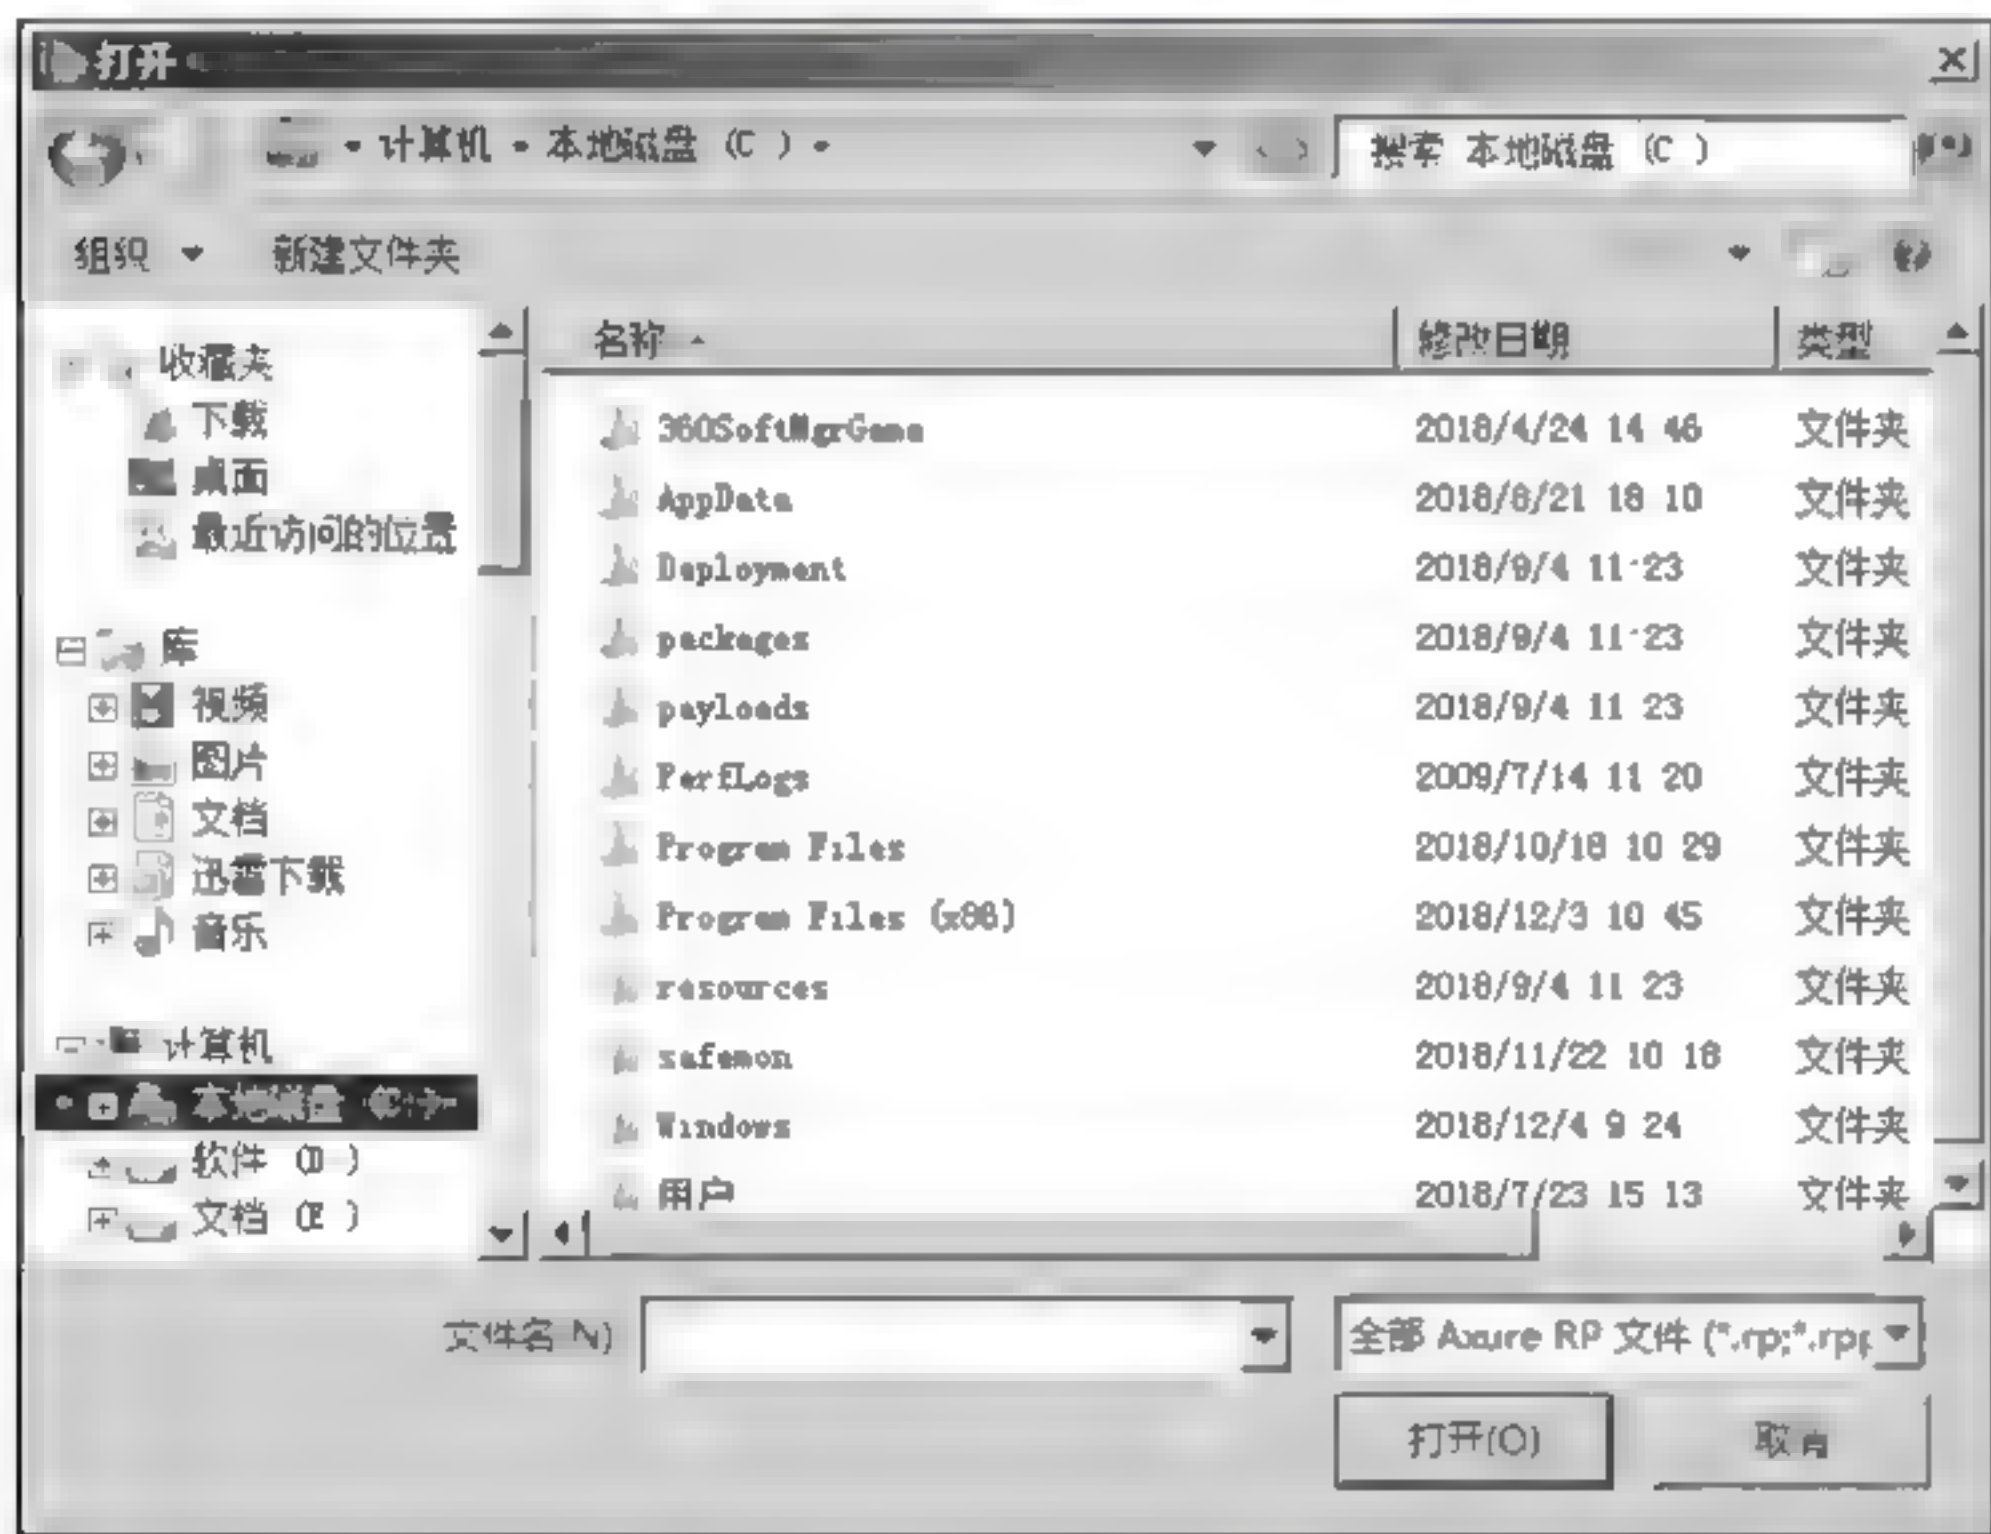 打开
计算机 本地磁盘 (C )
搜索 本地磁盘 (C )
组织 新建文件夹
收藏夹
下载
桌面
最近访问的位置
库
视频
图片
文档
迅雷下载
音乐
计算机
本地磁盘 (C:)
软件 (D )
文档 (E )
名称 修改日期 类型
360SoftMgrGame 2018/4/24 14 46 文件夹
AppData 2018/8/21 18 10 文件夹
Deployment 2018/9/4 11:23 文件夹
packages 2018/9/4 11:23 文件夹
payloads 2018/9/4 11 23 文件夹
PerfLogs 2009/7/14 11 20 文件夹
Program Files 2018/10/18 10 29 文件夹
Program Files (x86) 2018/12/3 10 45 文件夹
resources 2018/9/4 11 23 文件夹
safemon 2018/11/22 10 18 文件夹
Windows 2018/12/4 9 24 文件夹
用户 2018/7/23 15 13 文件夹
文件名 N)
全部 Axure RP 文件 (*.rp;*.rpp
打开(O) 取消